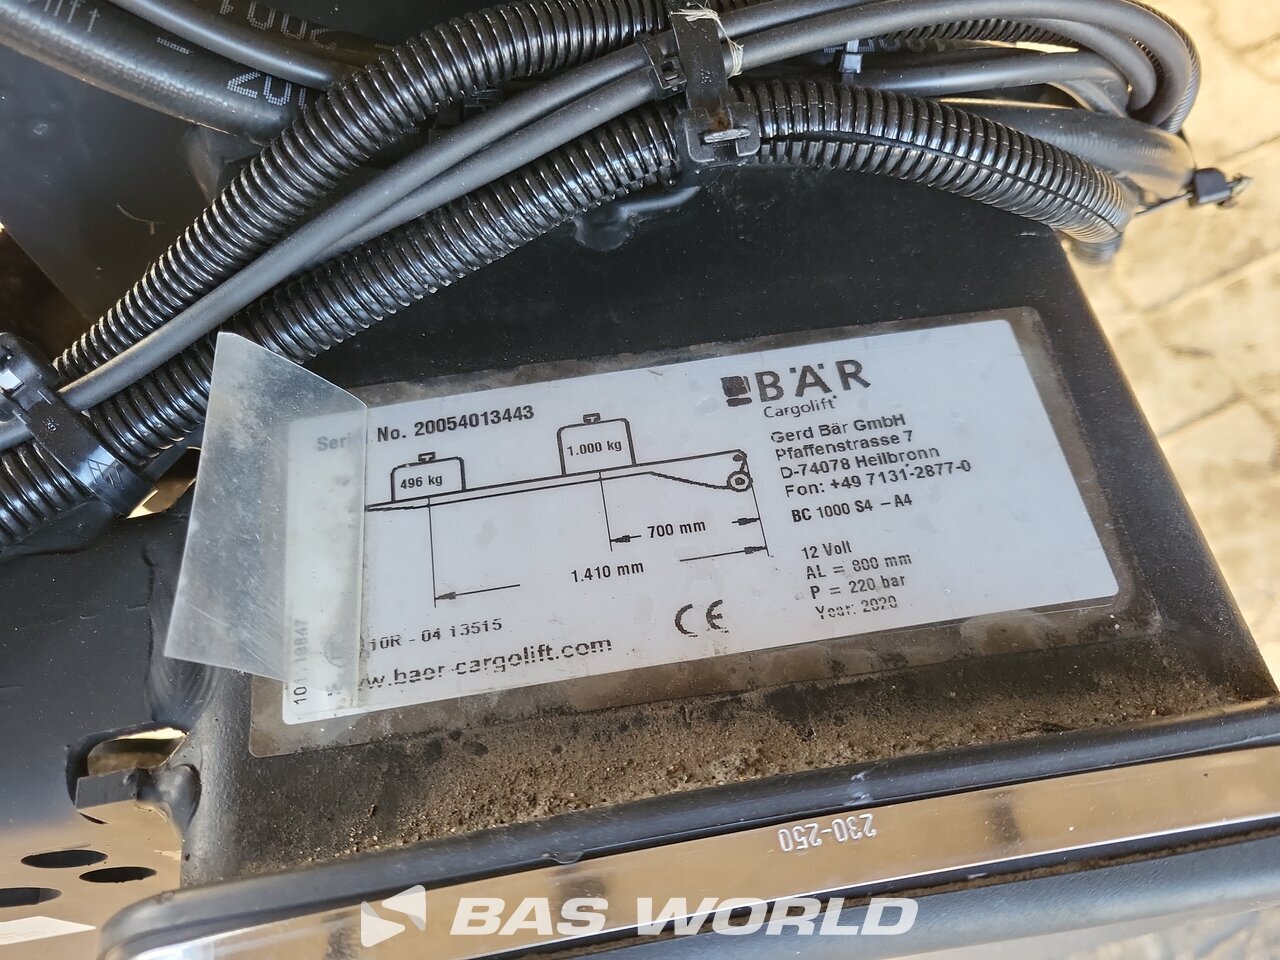 BÄR
Cargolift
Gerd Bär GmbH
Pfaffenstrasse 7
D-74078 Heilbronn
Fon: +49 7131-2877-0
BC 1000 S4 - A4
12 Volt
AL = 800 mm
P = 220 bar
Year: 2020
No. 20054013443
496 kg
1.000 kg
700 mm
1.410 mm
10R - 04 13515
CE
.baer-cargolift.com
230-250
BAS WORLD